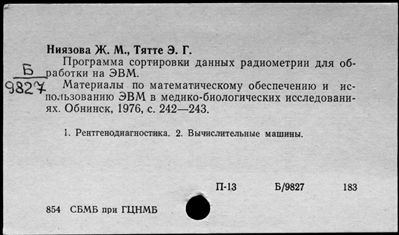 Ниязова Ж. М., Тятте Э. Г.
Программа сортировки данных радиометрии для об-
Б работки на ЭВМ.
9827 Материалы по математическому обеспечению и ис-
пользованию ЭВМ в медико-биологических исследовани-
ях. Обнинск, 1976, с. 242—243.
1. Рентгенодиагностика. 2. Вычислительные машины.
П-13 Б/9827 183
854 СБМБ при ГЦНМБ